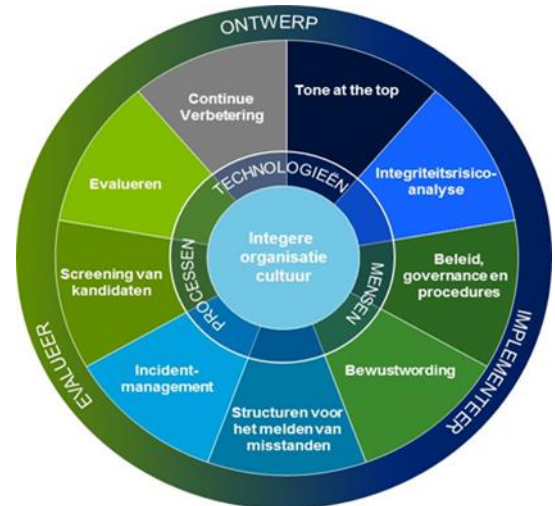 ONTWERP
Continue
Verbetering
Tone at the top
Integriteitsrisico-
analyse
Beleid,
governance en
procedures
Bewustwording
Structuren voor
het melden van
misstanden
Incident-
management
Screening van
kandidaten
Evalueren
TECHNOLOGIEËN
MENSEN
PROCESSEN
Integere
organisatie
cultuur
IMPLEMENTEER
EVALUEER